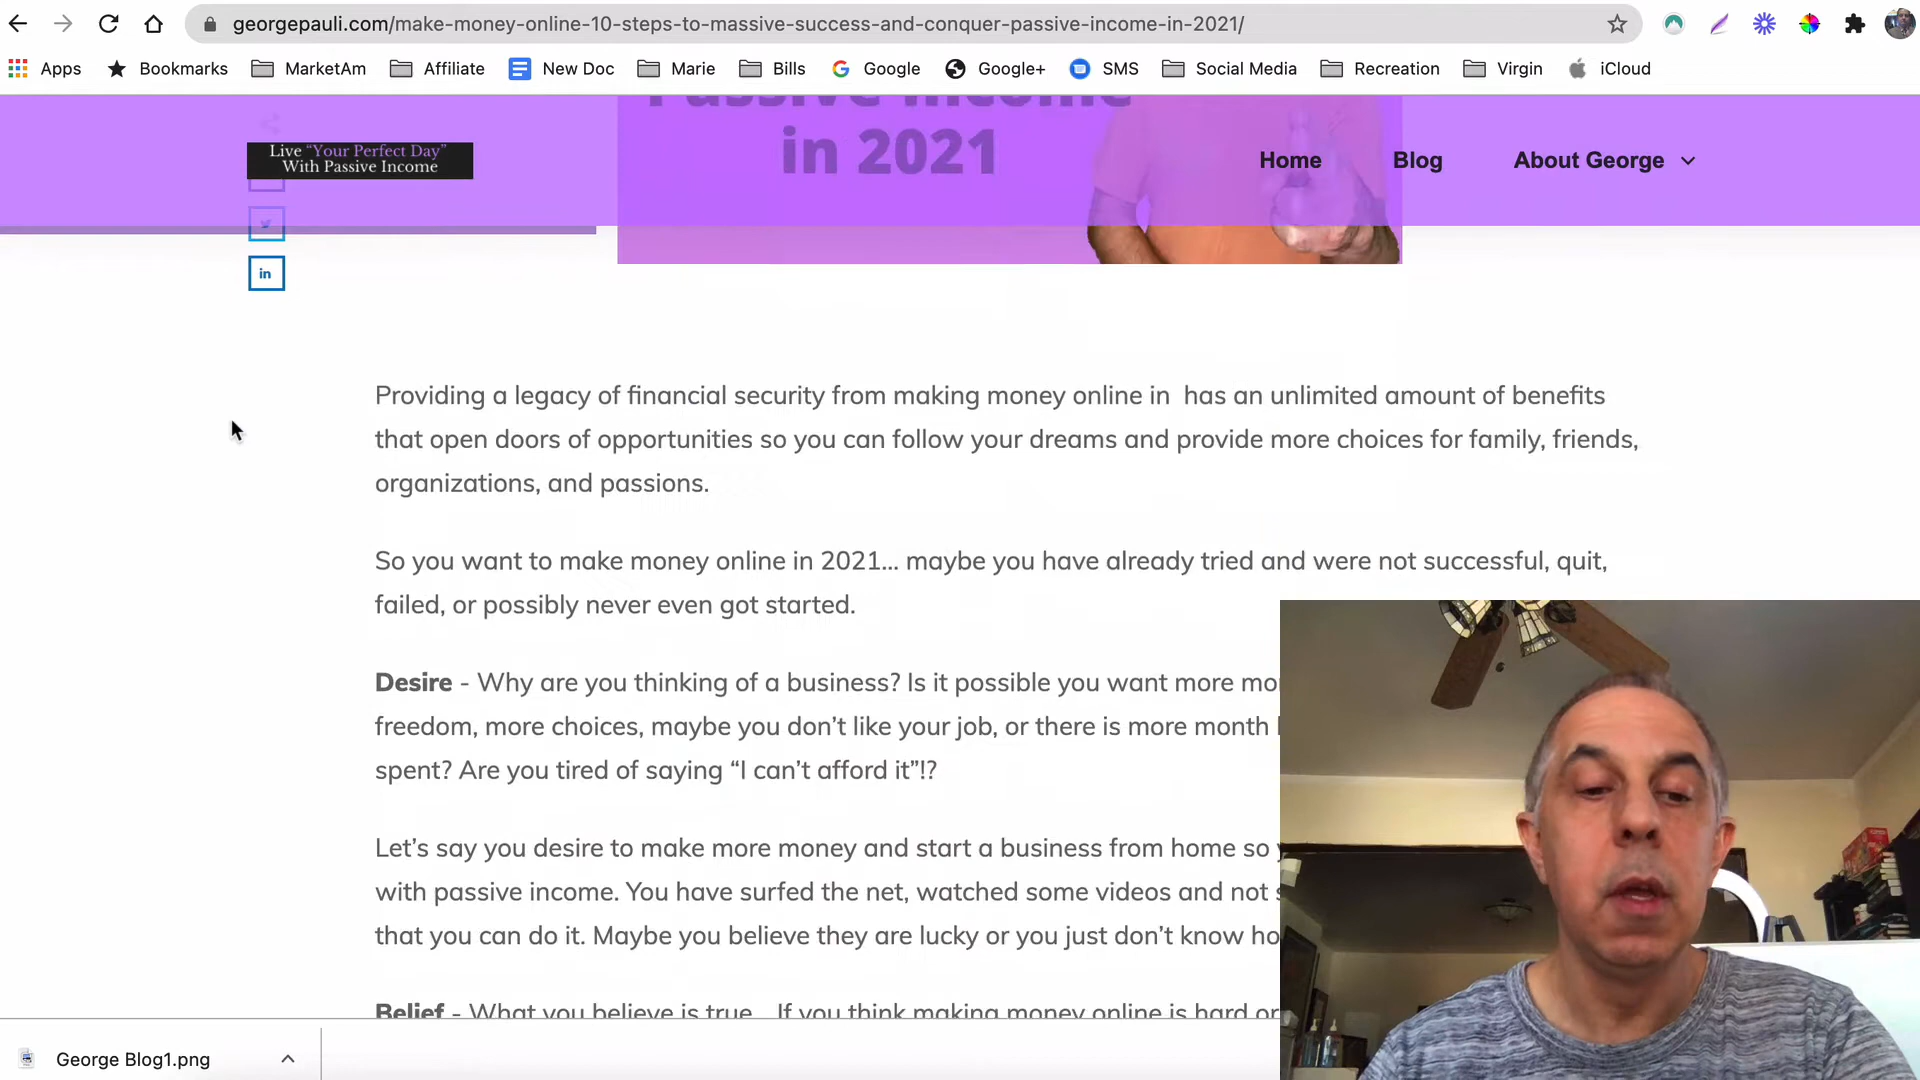 georgepauli.com/make-money-online-10-steps-to-massive-success-and-conquer-passive-income-in-2021/
Apps Bookmarks MarketAm Affiliate New Doc Marie Bills Google Google+ SMS Social Media Recreation Virgin iCloud
Passive Income
in 2021
Live “Your Perfect Day”
With Passive Income
Home Blog About George
in
Providing a legacy of financial security from making money online in has an unlimited amount of benefits
that open doors of opportunities so you can follow your dreams and provide more choices for family, friends,
organizations, and passions.
So you want to make money online in 2021... maybe you have already tried and were not successful, quit,
failed, or possibly never even got started.
Desire - Why are you thinking of a business? Is it possible you want more
freedom, more choices, maybe you don’t like your job, or there is more month
spent? Are you tired of saying “I can’t afford it”!?
Let’s say you desire to make more money and start a business from home so
with passive income. You have surfed the net, watched some videos and not
that you can do it. Maybe you believe they are lucky or you just don’t know
Belief - What you believe is true... If you think making money online is hard or
George Blog1.png